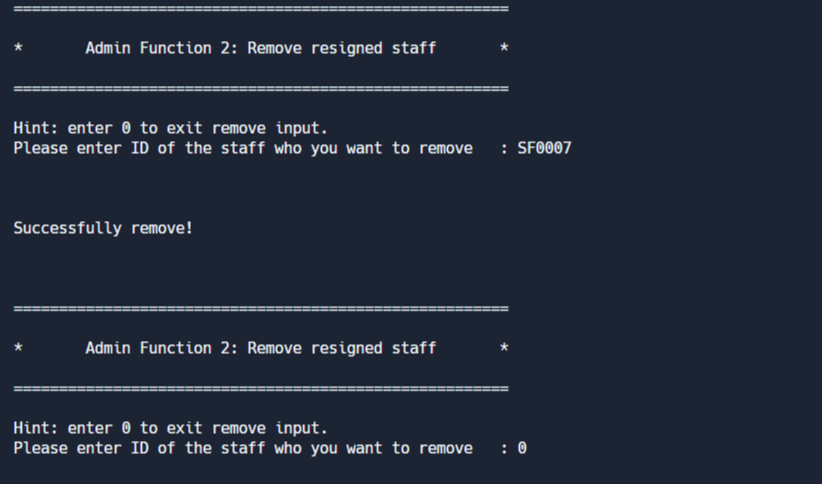 =======================================================
*       Admin Function 2: Remove resigned staff       *
=======================================================
Hint: enter 0 to exit remove input.
Please enter ID of the staff who you want to remove   : SF0007
Successfully remove!
=======================================================
*       Admin Function 2: Remove resigned staff       *
=======================================================
Hint: enter 0 to exit remove input.
Please enter ID of the staff who you want to remove   : 0